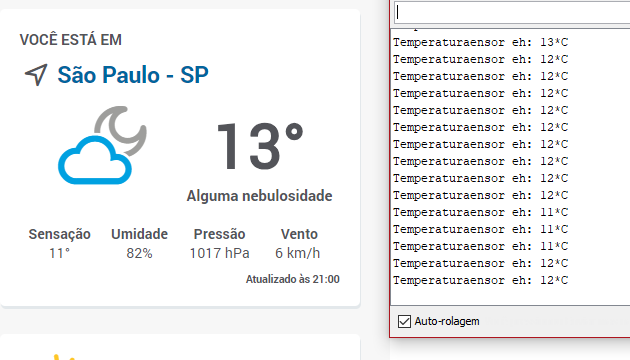 VOCÊ ESTÁ EM
São Paulo - SP
13°
Alguma nebulosidade
Sensação Umidade Pressão Vento
11° 82% 1017 hPa 6 km/h
Atualizado às 21:00
Temperaturaensor eh: 13*C
Temperaturaensor eh: 12*C
Temperaturaensor eh: 12*C
Temperaturaensor eh: 12*C
Temperaturaensor eh: 12*C
Temperaturaensor eh: 12*C
Temperaturaensor eh: 12*C
Temperaturaensor eh: 12*C
Temperaturaensor eh: 12*C
Temperaturaensor eh: 12*C
Temperaturaensor eh: 11*C
Temperaturaensor eh: 11*C
Temperaturaensor eh: 11*C
Temperaturaensor eh: 12*C
Temperaturaensor eh: 12*C
Auto-rolagem